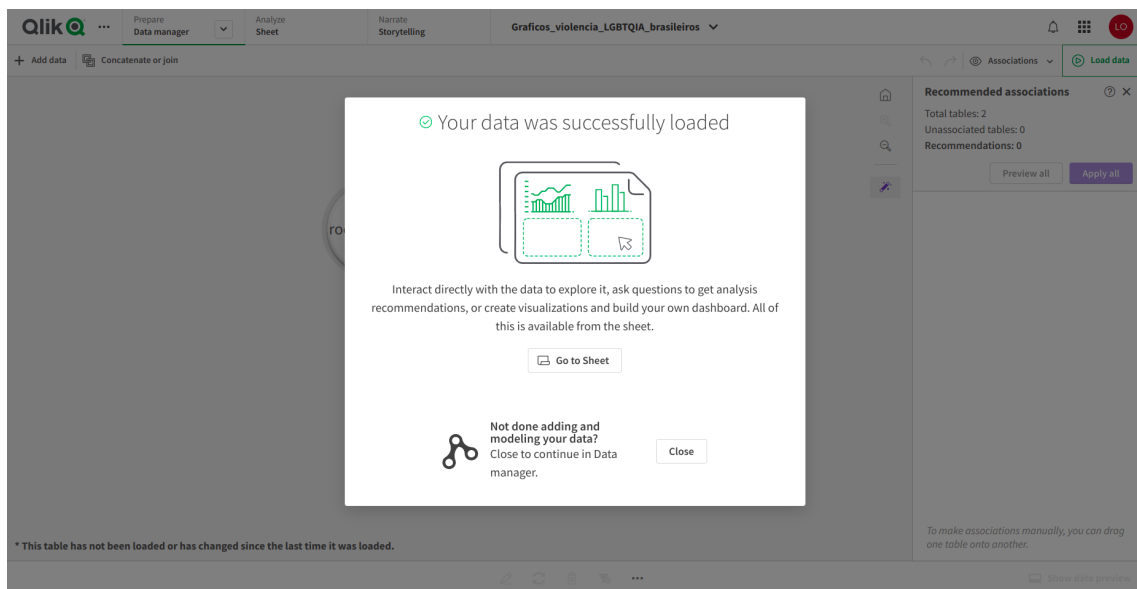 Qlik
Prepare
Data manager
Analyze
Sheet
Narrate
Storytelling
Graficos_violencia_LGBTQIA_brasileiros
LO
Add data
Concatenate or join
Associations
Load data
Recommended associations
Total tables: 2
Unassociated tables: 0
Recommendations: 0
Preview all
Apply all
Your data was successfully loaded
ro
Interact directly with the data to explore it, ask questions to get analysis
recommendations, or create visualizations and build your own dashboard. All of
this is available from the sheet.
Go to Sheet
Not done adding and
modeling your data?
Close to continue in Data
manager.
Close
To make associations manually, you can drag
one table onto another.
* This table has not been loaded or has changed since the last time it was loaded.
Show data preview